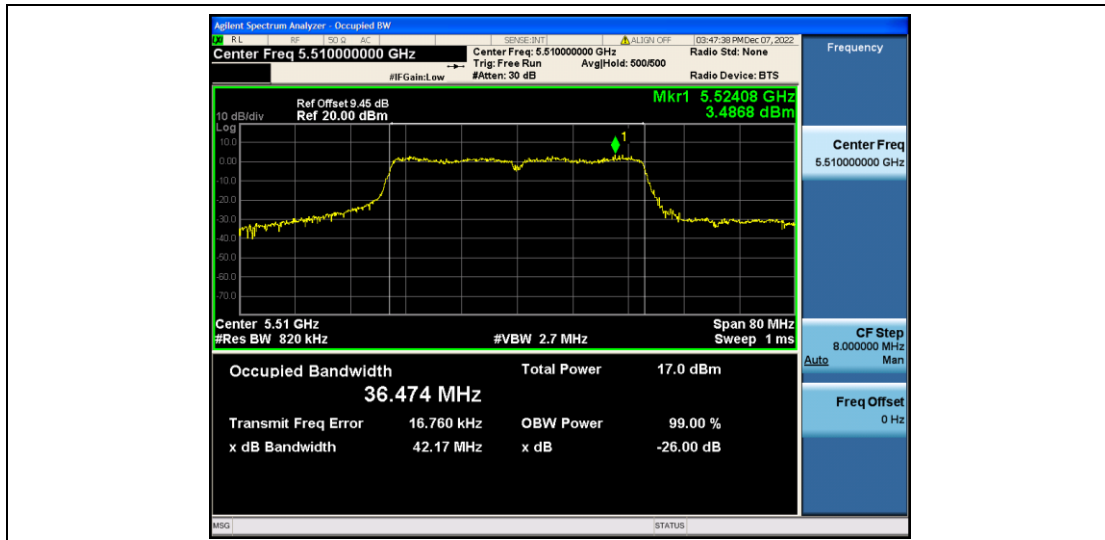 Agilent Spectrum Analyzer - Occupied BW
RL RF 50 Ω AC SENSE:INT ALIGN OFF 03:47:38 PM Dec 07, 2022
Center Freq 5.510000000 GHz
Center Freq: 5.510000000 GHz Radio Std: None
Trig: Free Run Avg|Hold: 500/500
#IFGain:Low #Atten: 30 dB Radio Device: BTS
Ref Offset 9.45 dB Mkr1 5.52408 GHz
10 dB/div Ref 20.00 dBm 3.4868 dBm
Log
10.0
1
0.00
-10.0
-20.0
-30.0
-40.0
-50.0
-60.0
-70.0
Center 5.51 GHz Span 80 MHz
#Res BW 820 kHz #VBW 2.7 MHz Sweep 1 ms
Occupied Bandwidth Total Power 17.0 dBm
36.474 MHz
Transmit Freq Error 16.760 kHz OBW Power 99.00 %
x dB Bandwidth 42.17 MHz x dB -26.00 dB
MSG STATUS
Frequency
Center Freq
5.510000000 GHz
CF Step
8.000000 MHz
Auto Man
Freq Offset
0 Hz